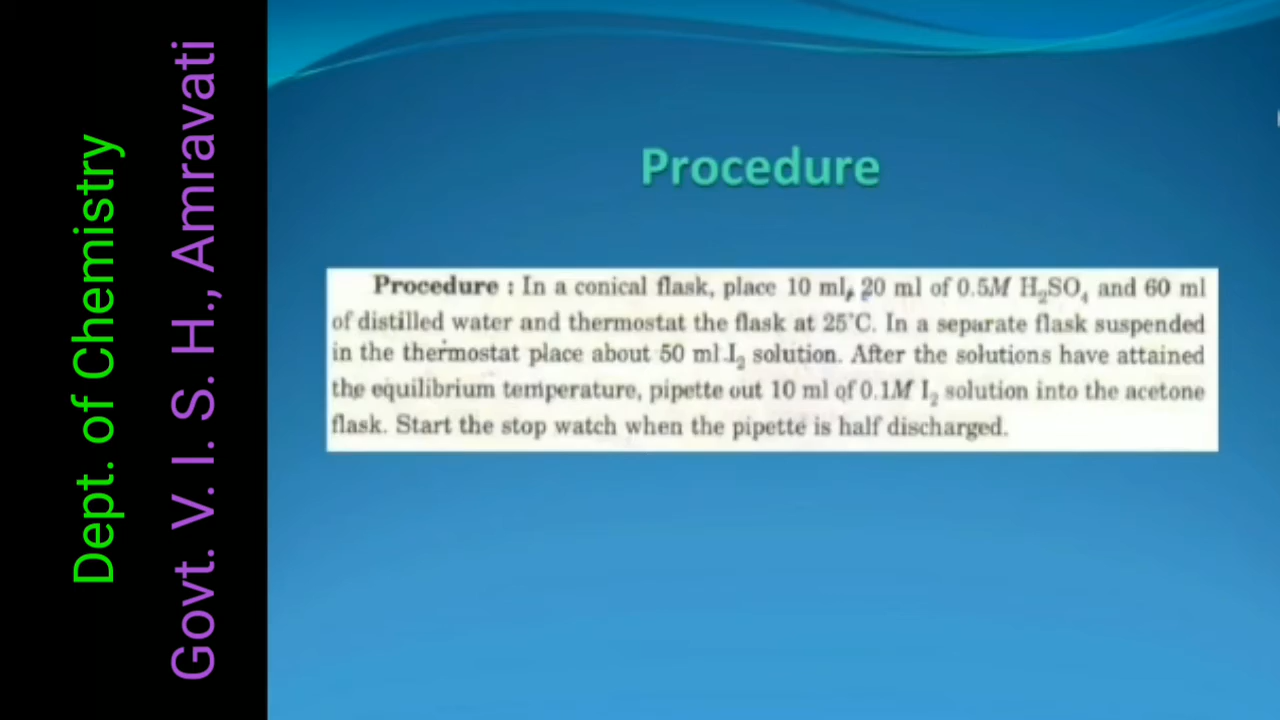 Dept. of Chemistry
Govt. V. I. S. H., Amravati
Procedure
Procedure : In a conical flask, place 10 ml, 20 ml of 0.5M H₂SO₄ and 60 ml
of distilled water and thermostat the flask at 25°C. In a separate flask suspended
in the thermostat place about 50 ml I₂ solution. After the solutions have attained
the equilibrium temperature, pipette out 10 ml of 0.1M I₂ solution into the acetone
flask. Start the stop watch when the pipette is half discharged.